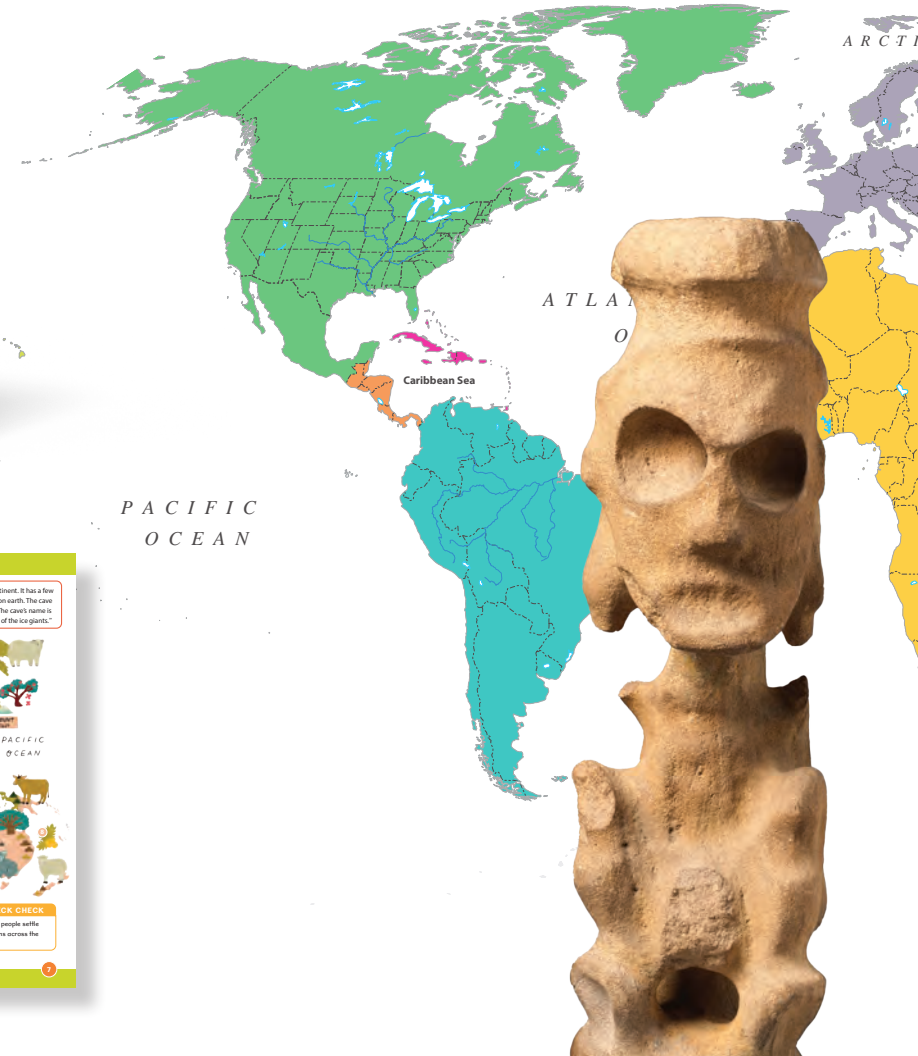 ARCTI
ATLA
O
Caribbean Sea
PACIFIC
OCEAN
tinent. It has a few
on earth. The cave
The cave's name is
of the ice giants."
PACIFIC
OCEAN
CK CHECK
people settle
ns across the
7